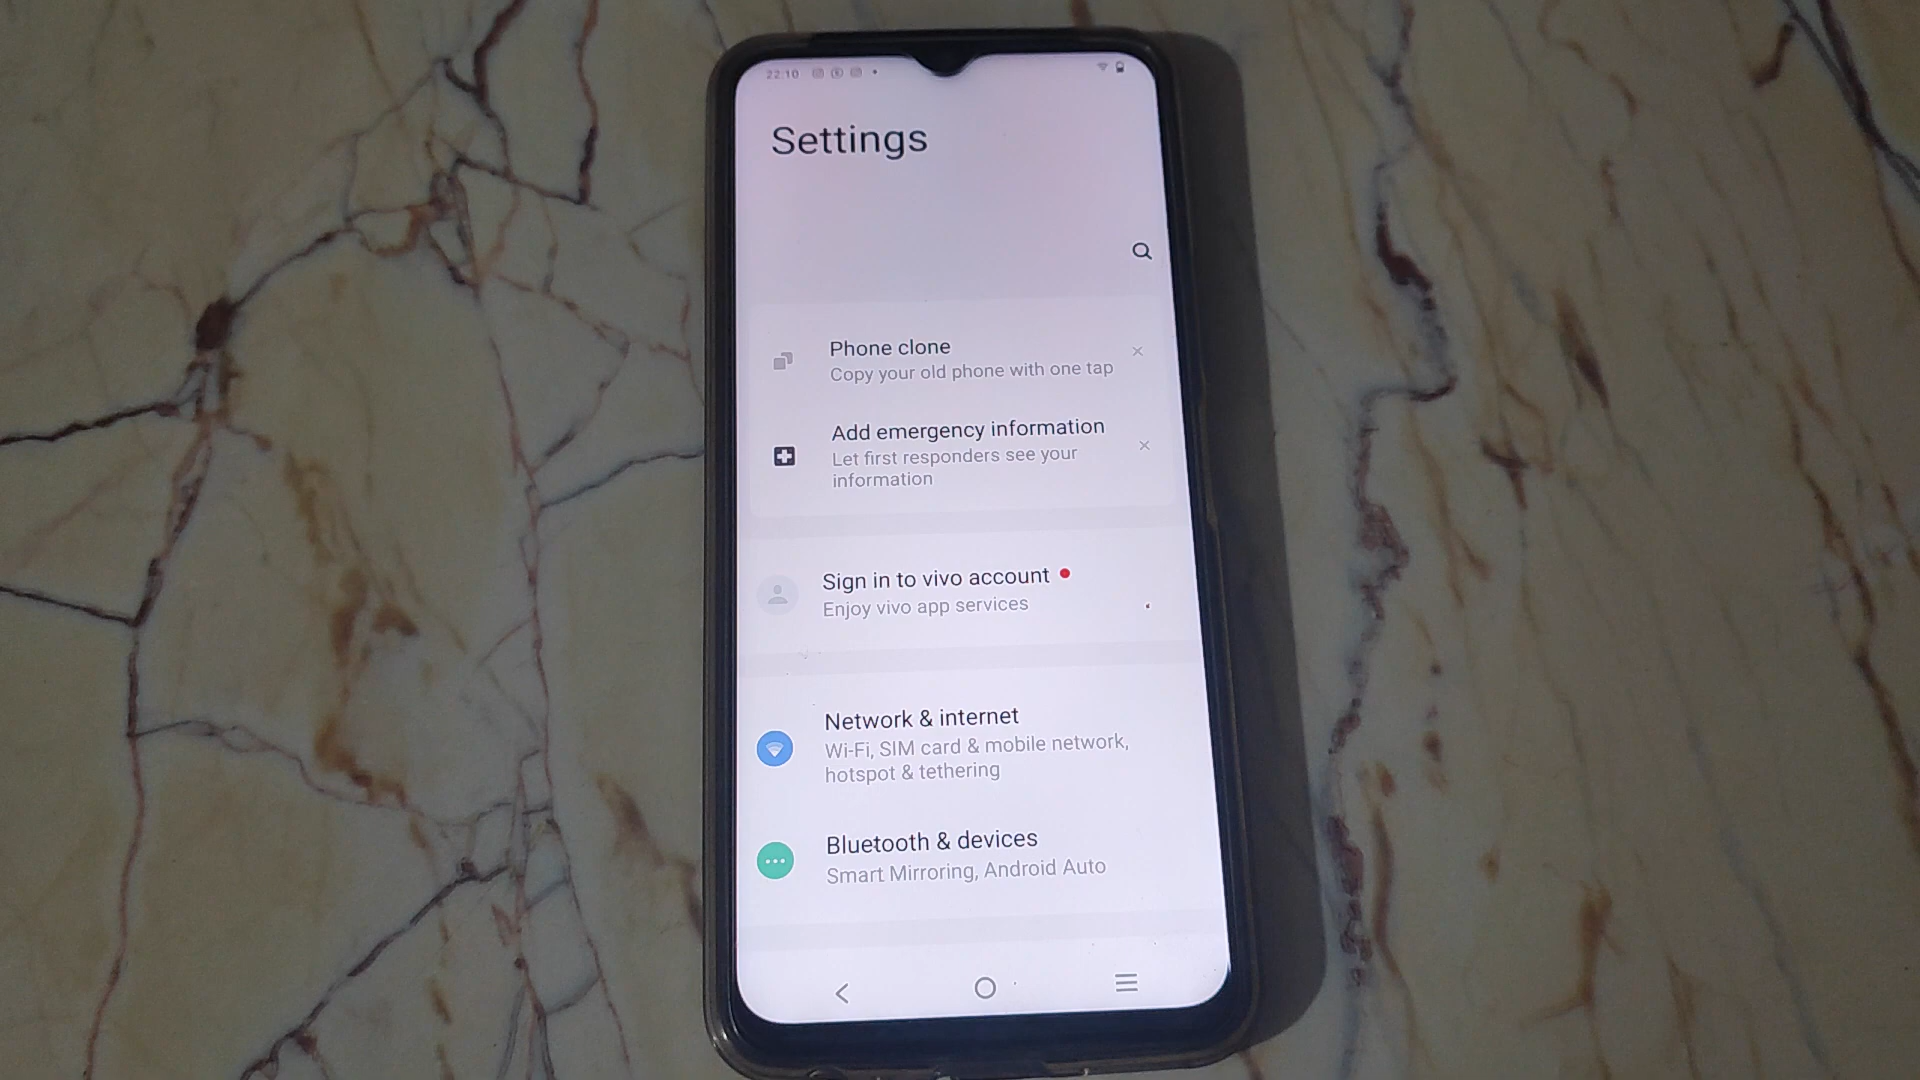 22:10
Settings
Phone clone
Copy your old phone with one tap
Add emergency information
Let first responders see your
information
Sign in to vivo account
Enjoy vivo app services
Network & internet
Wi-Fi, SIM card & mobile network,
hotspot & tethering
Bluetooth & devices
Smart Mirroring, Android Auto